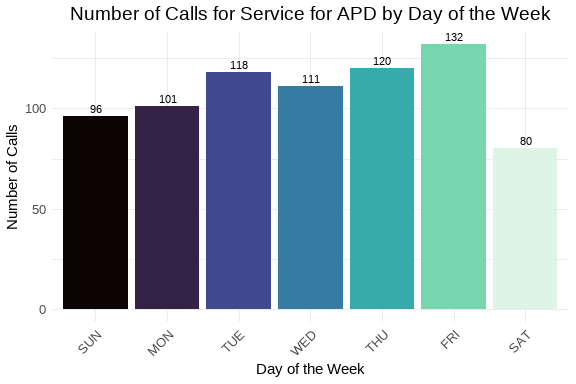 Number of Calls for Service for APD by Day of the Week
132
120
118
111
101
96
80
100
50
0
Number of Calls
SUN
MON
TUE
WED
THU
FRI
SAT
Day of the Week